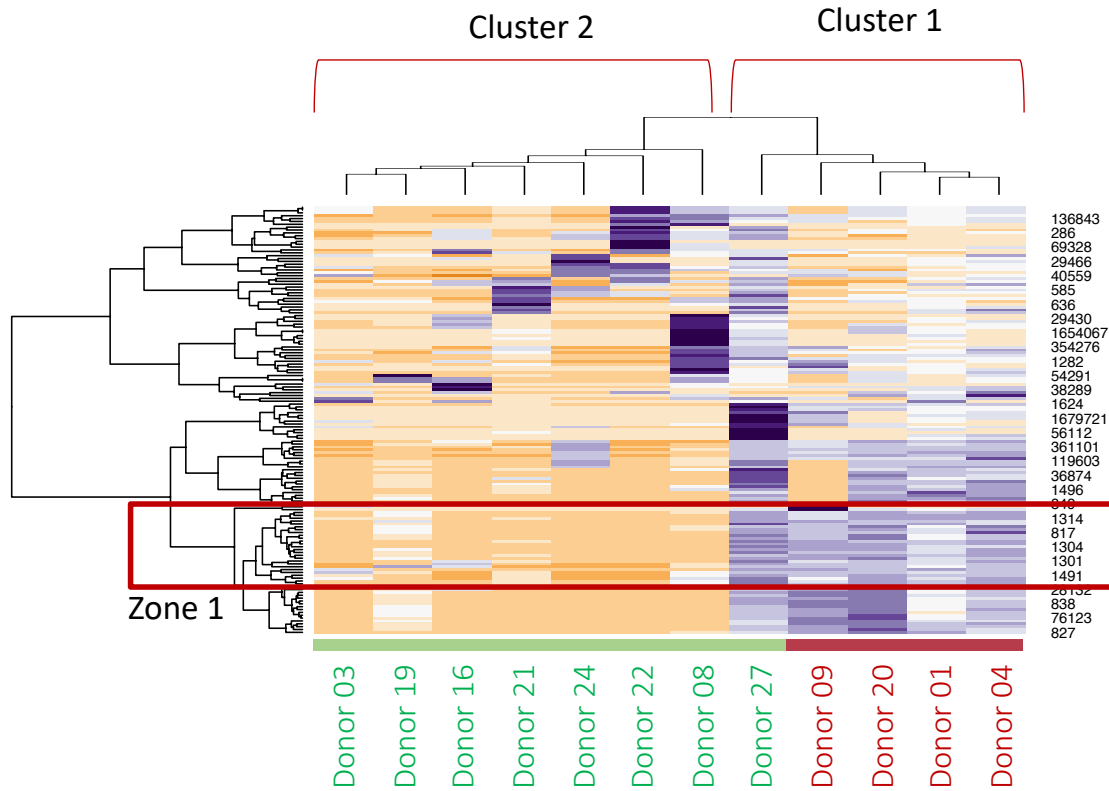 Cluster 2
Cluster 1
136843
286
69328
29466
40559
585
636
29430
1654067
354276
1282
54291
38289
1624
1679721
56112
361101
119603
36874
1496
1314
817
1304
1301
1491
28132
838
76123
827
Zone 1
Donor 03
Donor 19
Donor 16
Donor 21
Donor 24
Donor 22
Donor 08
Donor 27
Donor 09
Donor 20
Donor 01
Donor 04